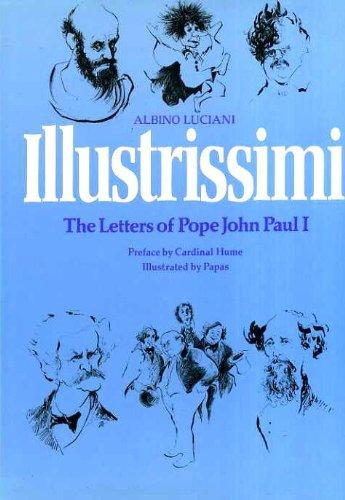 ALBINO LUCIANI
Illustrissimi
The Letters of Pope John Paul I
Preface by Cardinal Hume
Illustrated by Papas